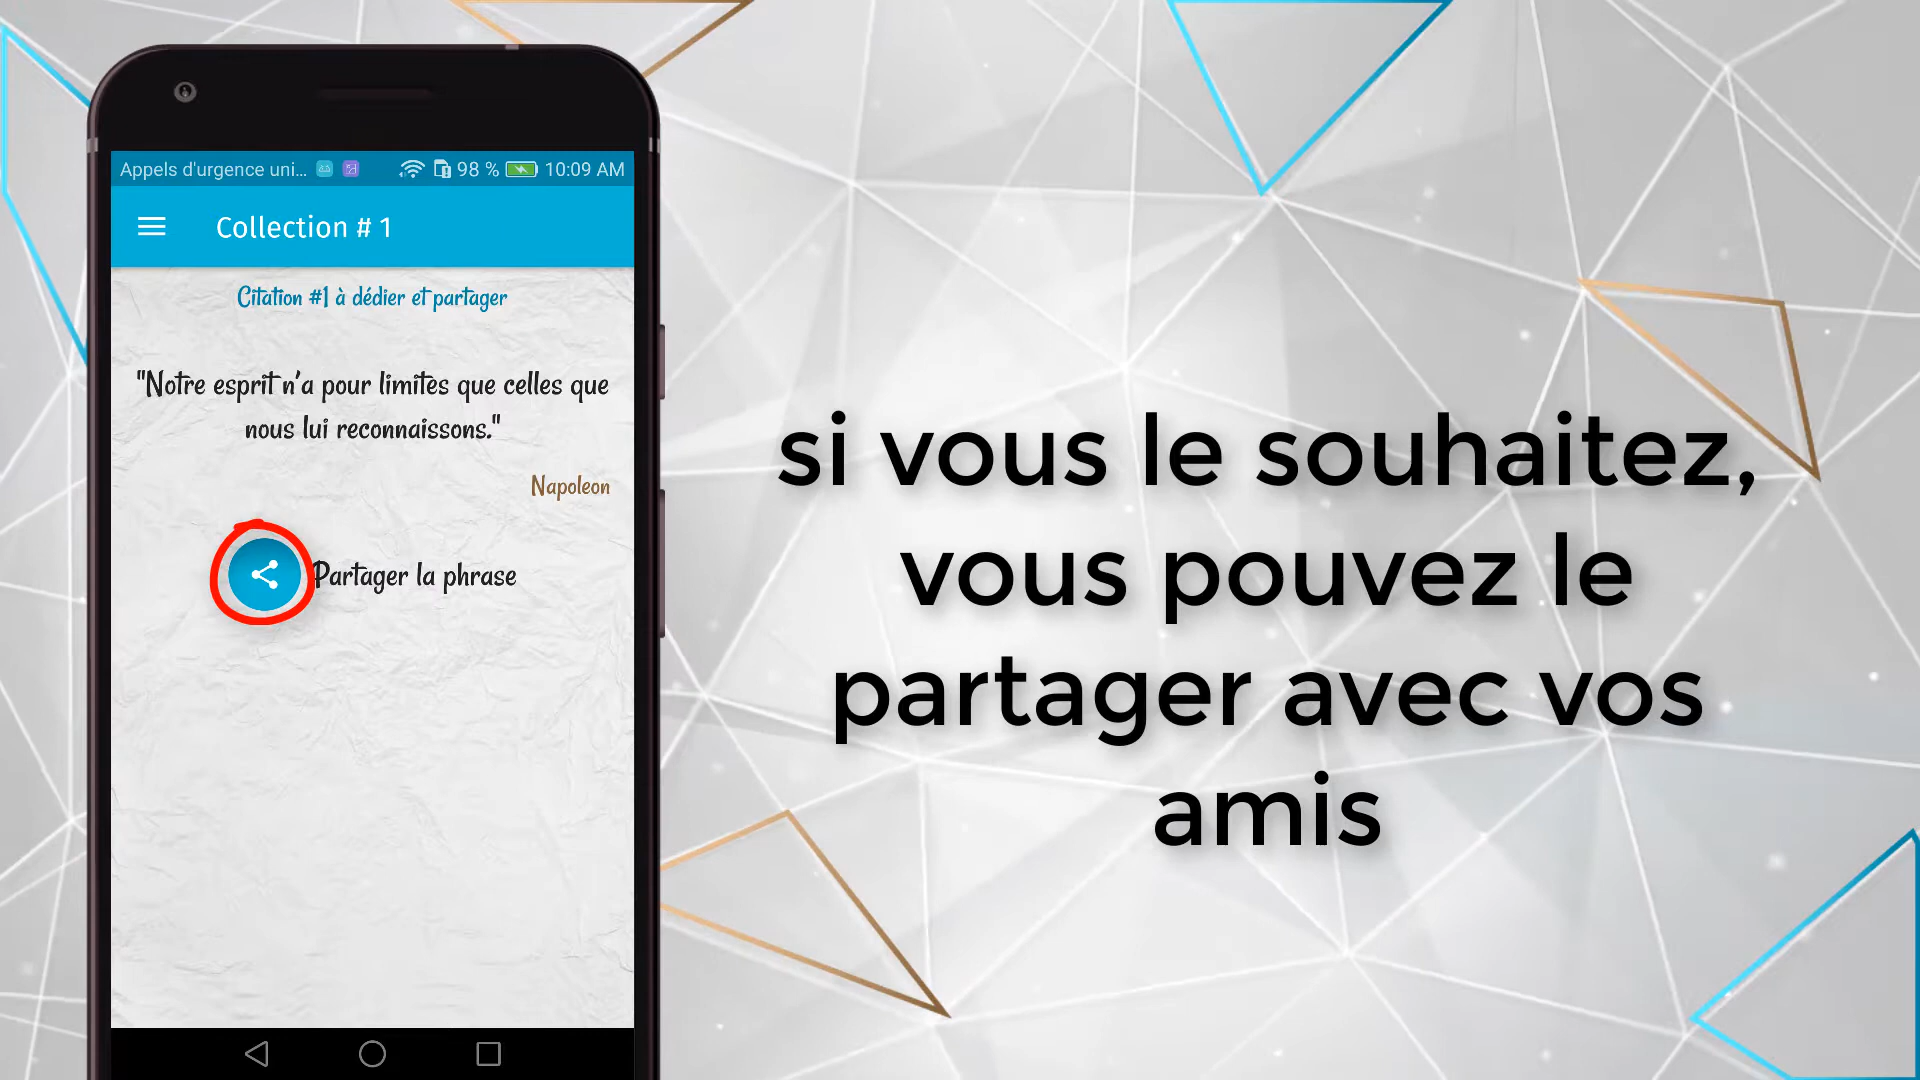 Appels d'urgence uni... 98 % 10:09 AM
Collection # 1
Citation #1 à dédier et partager
"Notre esprit n'a pour limites que celles que
nous lui reconnaissons."
Napoleon
Partager la phrase
si vous le souhaitez,
vous pouvez le
partager avec vos
amis